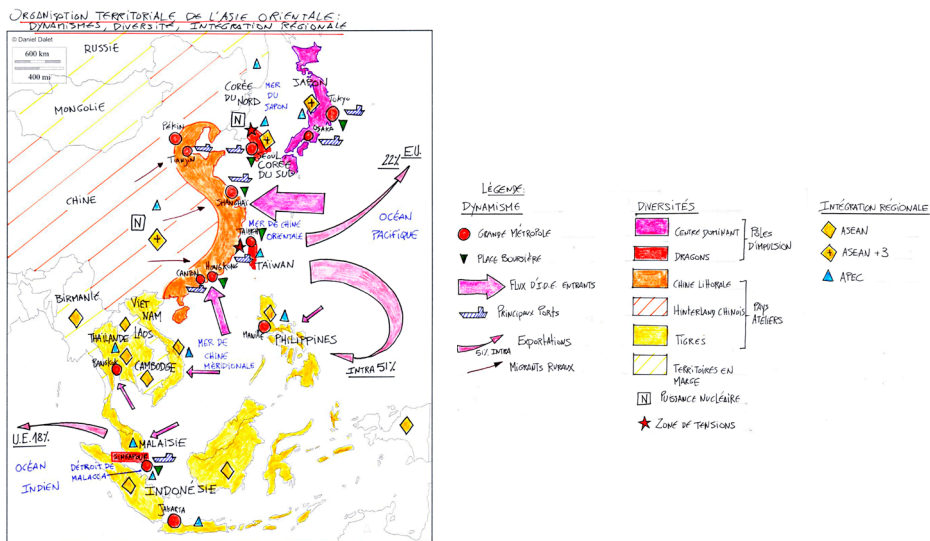 ORGANISATION TERRITORIALE DE L'ASIE ORIENTALE:
DYNAMISMES, DIVERSITÉ, INTÉGRATION RÉGIONALE
© Daniel Dalet
600 km
400 mi
RUSSIE
MONGOLIE
CHINE
CORÉE
DU NORD
MER
DU
JAPON
JAPON
TOKYO
OSAKA
N
PÉKIN
TIANJIN
SEOUL
CORÉE
DU SUD
22% E.U.
SHANGHAÏ
OCÉAN
PACIFIQUE
N
MER DE CHINE
ORIENTALE
TAIPEH
TAÏWAN
CANTON
HONGKONG
BIRMANIE
VIET
NAM
LAOS
THAÏLANDE
BANGKOK
CAMBODGE
MER DE
CHINE
MÉRIDIONALE
MANILLE
PHILIPPINES
INTRA 51%
U.E. 18%
MALAISIE
SINGAPOUR
OCÉAN
INDIEN
DÉTROIT DE
MALACCA
INDONÉSIE
JAKARTA
LÉGENDE:
DYNAMISME
GRANDE MÉTROPOLE
PLACE BOURSIÈRE
FLUX D'I.D.E ENTRANTS
PRINCIPAUX PORTS
EXPORTATIONS
51% INTRA
MIGRANTS RURAUX
DIVERSITÉS
CENTRE DOMINANT
DRAGONS
PÔLES
D'IMPULSION
CHINE LITTORALE
HINTERLAND CHINOIS
TIGRES
PAYS
ATELIERS
TERRITOIRES EN
MARGE
N PUISSANCE NUCLÉAIRE
ZONE DE TENSIONS
INTÉGRATION RÉGIONALE
ASEAN
ASEAN +3
APEC